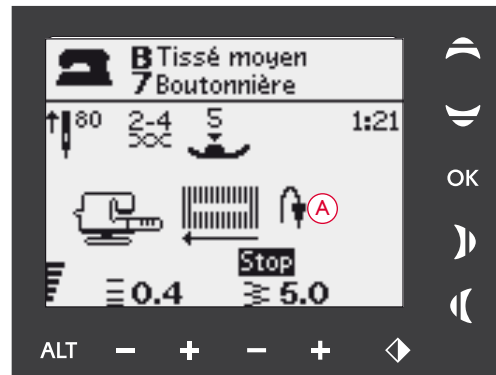 B Tissé moyen
7 Boutonnière
80 2-4 5 1:21
A
Stop
0.4 5.0
OK
ALT - + - +